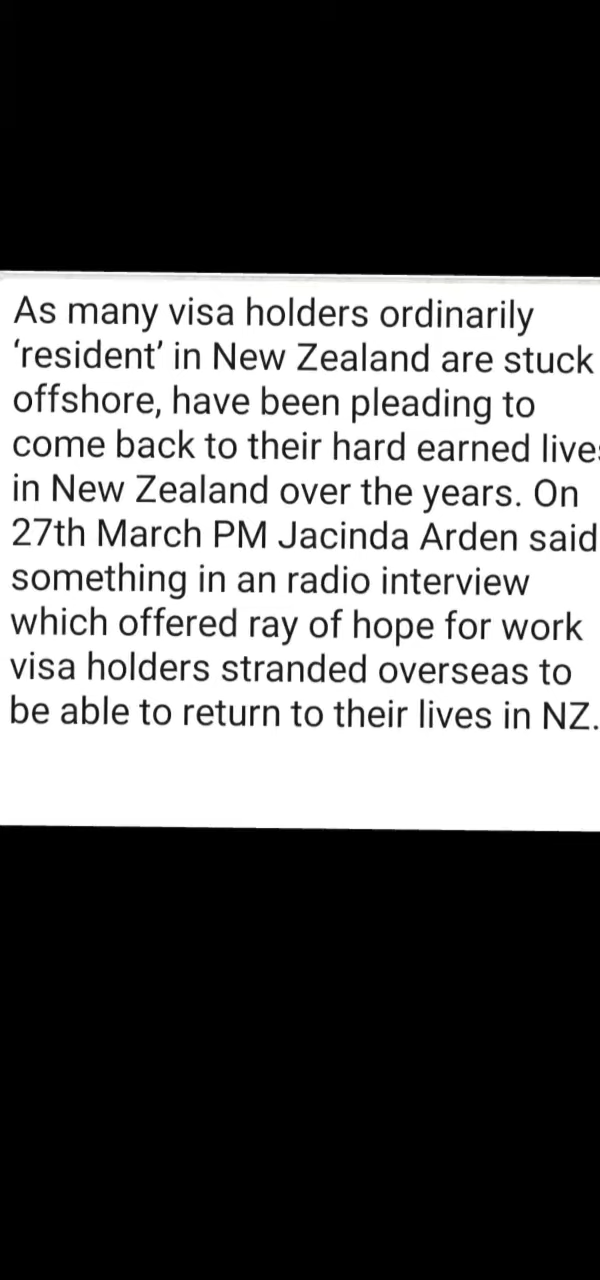 As many visa holders ordinarily
‘resident’ in New Zealand are stuck
offshore, have been pleading to
come back to their hard earned lives
in New Zealand over the years. On
27th March PM Jacinda Arden said
something in an radio interview
which offered ray of hope for work
visa holders stranded overseas to
be able to return to their lives in NZ.